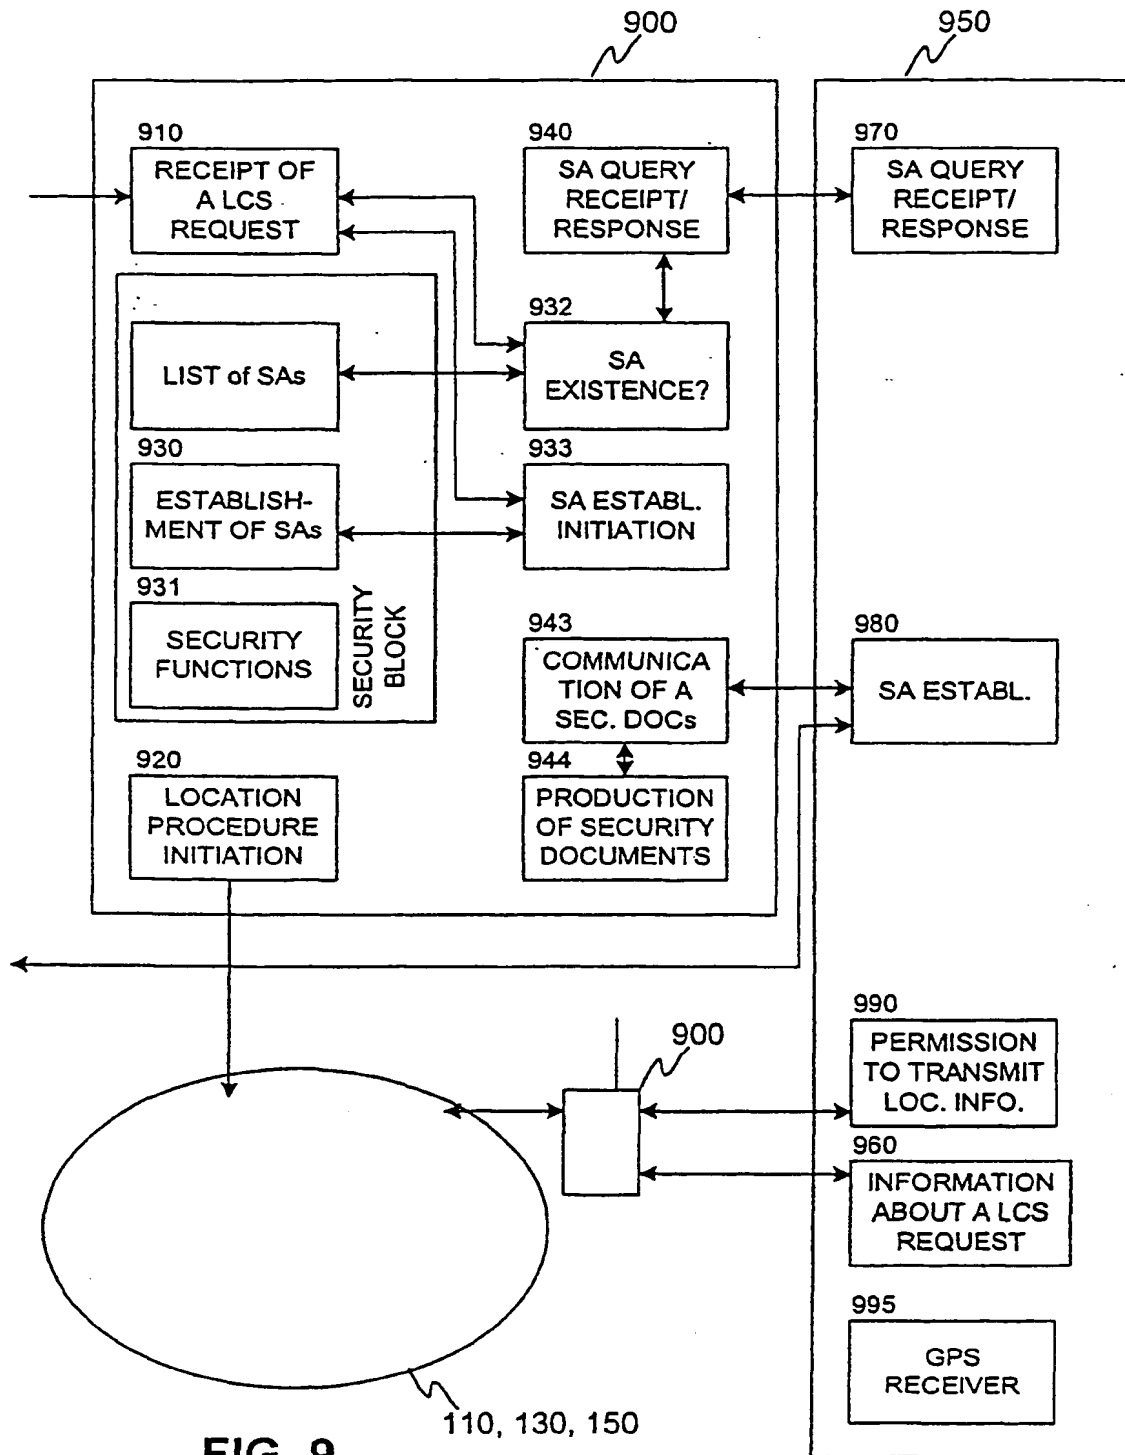 900
950
910
RECEIPT OF
A LCS
REQUEST
940
SA QUERY
RECEIPT/
RESPONSE
970
SA QUERY
RECEIPT/
RESPONSE
LIST of SAs
932
SA
EXISTENCE?
930
ESTABLISH-
MENT OF SAs
933
SA ESTABL.
INITIATION
931
SECURITY
FUNCTIONS
SECURITY
BLOCK
943
COMMUNICA
TION OF A
SEC. DOCs
980
SA ESTABL.
920
LOCATION
PROCEDURE
INITIATION
944
PRODUCTION
OF SECURITY
DOCUMENTS
990
PERMISSION
TO TRANSMIT
LOC. INFO.
900
960
INFORMATION
ABOUT A LCS
REQUEST
995
GPS
RECEIVER
110, 130, 150
FIG. 9